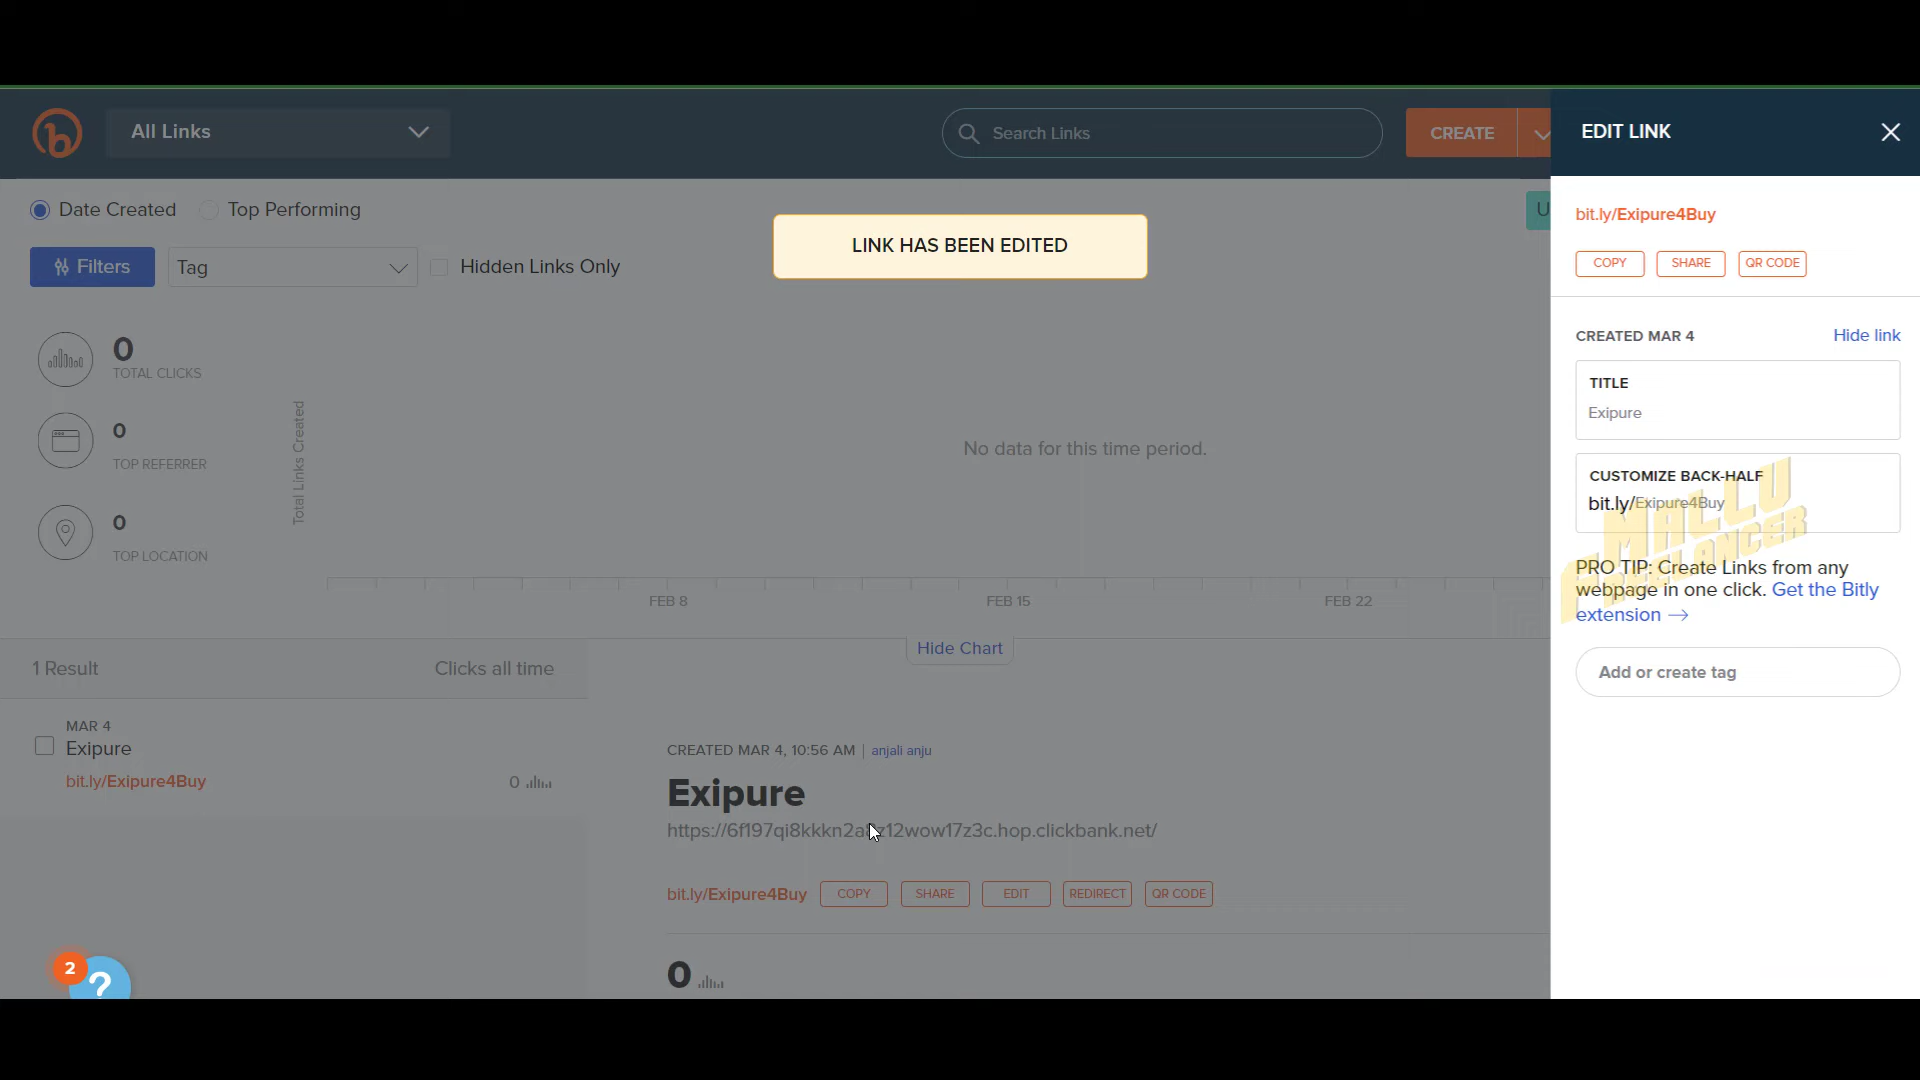 All Links
Search Links
CREATE
EDIT LINK
Date Created
Top Performing
U
LINK HAS BEEN EDITED
bit.ly/Exipure4Buy
Filters
Tag
Hidden Links Only
COPY
SHARE
QR CODE
0
TOTAL CLICKS
CREATED MAR 4
Hide link
TITLE
Exipure
0
TOP REFERRER
Total Links Created
No data for this time period.
CUSTOMIZE BACK-HALF
bit.ly/Exipure4Buy
MALLU
FREELANCER
0
TOP LOCATION
PRO TIP: Create Links from any
webpage in one click. Get the Bitly
extension →
FEB 8
FEB 15
FEB 22
Hide Chart
Add or create tag
1 Result
Clicks all time
MAR 4
Exipure
bit.ly/Exipure4Buy
0
CREATED MAR 4, 10:56 AM | anjali anju
Exipure
bit.ly/Exipure4Buy
COPY
SHARE
EDIT
REDIRECT
QR CODE
0
2
?